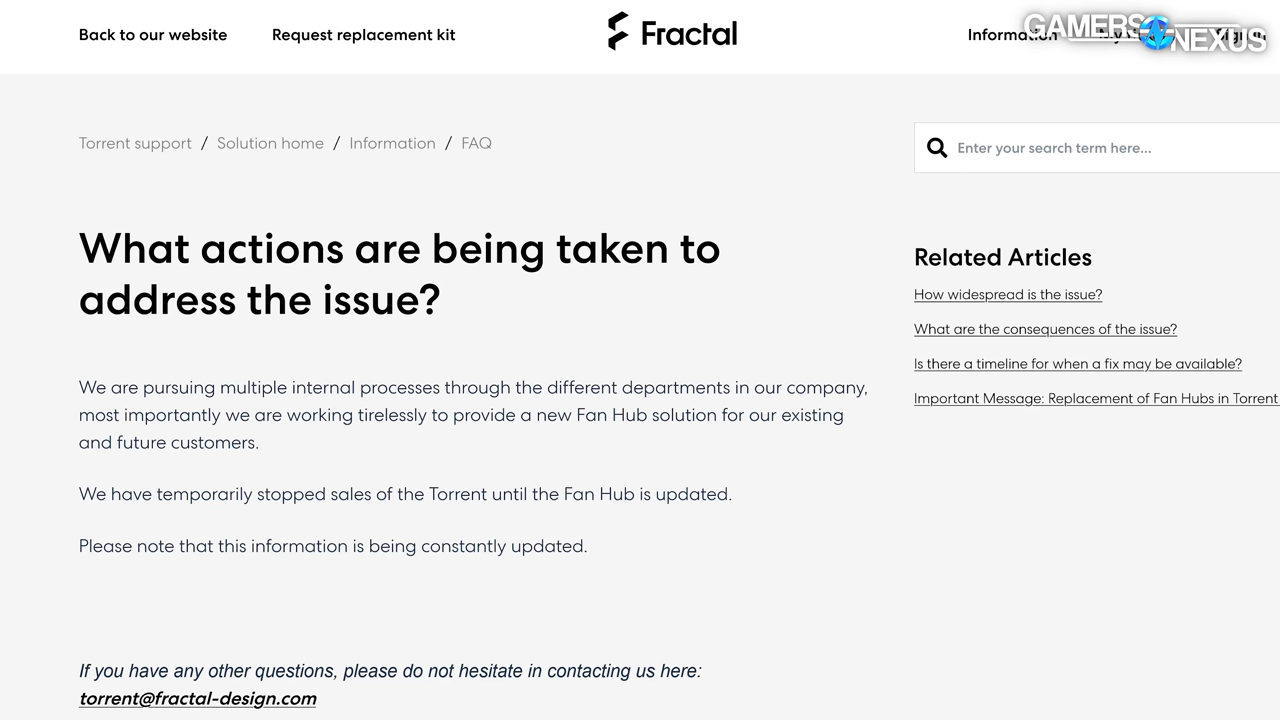 Back to our website
Request replacement kit
Fractal
Information
GAMERS NEXUS
Torrent support / Solution home / Information / FAQ
Enter your search term here...
What actions are being taken to
address the issue?
We are pursuing multiple internal processes through the different departments in our company,
most importantly we are working tirelessly to provide a new Fan Hub solution for our existing
and future customers.
We have temporarily stopped sales of the Torrent until the Fan Hub is updated.
Please note that this information is being constantly updated.
If you have any other questions, please do not hesitate in contacting us here:
torrent@fractal-design.com
Related Articles
How widespread is the issue?
What are the consequences of the issue?
Is there a timeline for when a fix may be available?
Important Message: Replacement of Fan Hubs in Torrent